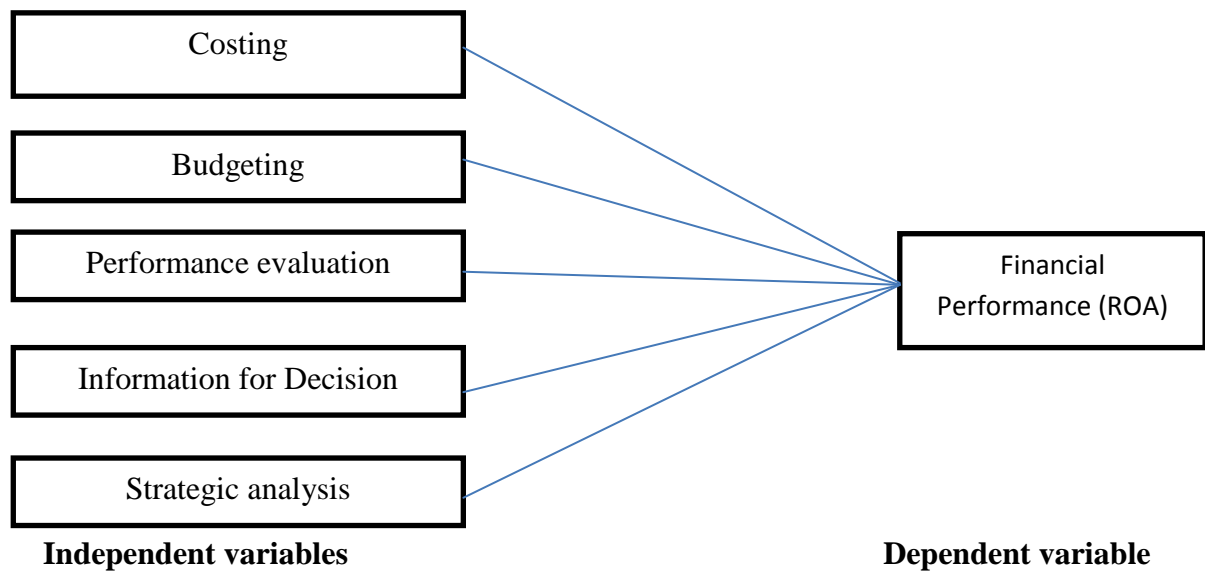 Costing
Budgeting
Performance evaluation
Information for Decision
Strategic analysis
Financial
Performance (ROA)
Independent variables
Dependent variable